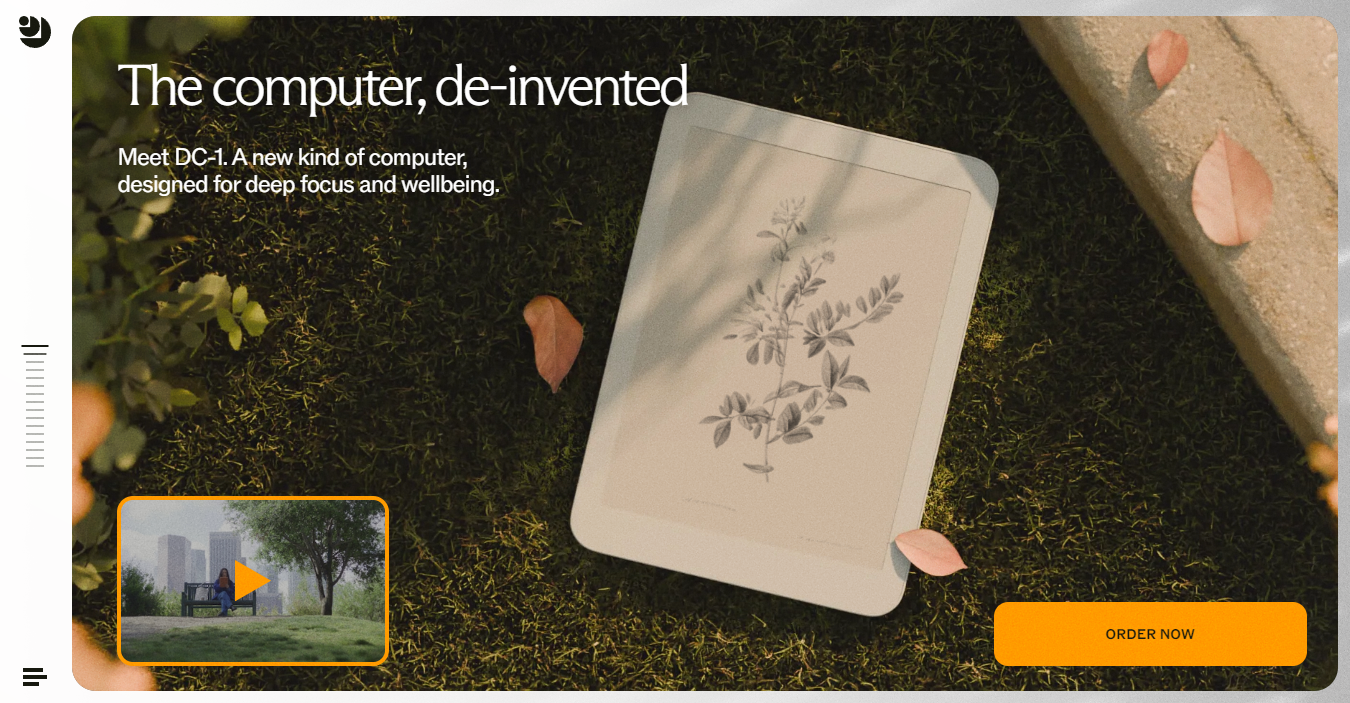 The computer, de-invented
Meet DC-1. A new kind of computer,
designed for deep focus and wellbeing.
ORDER NOW